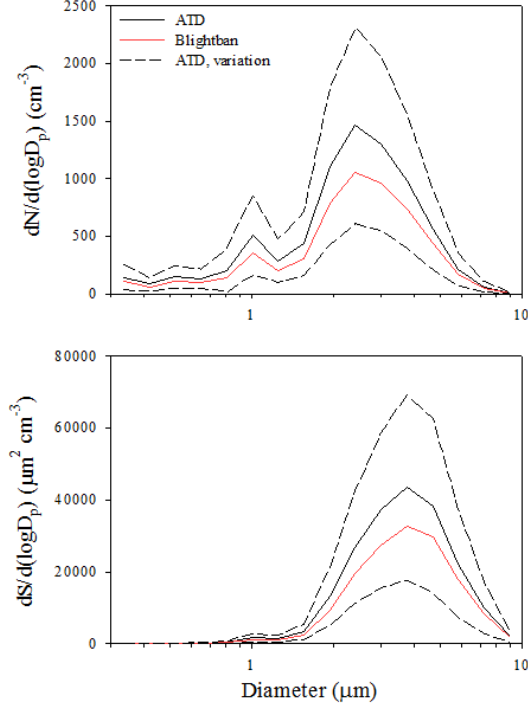 ATD
Blightban
ATD, variation
dN/d(logDp) (cm-3)
2500
2000
1500
1000
500
0
1
10
dS/d(logDp) (μm2 cm-3)
80000
60000
40000
20000
0
1
10
Diameter (μm)